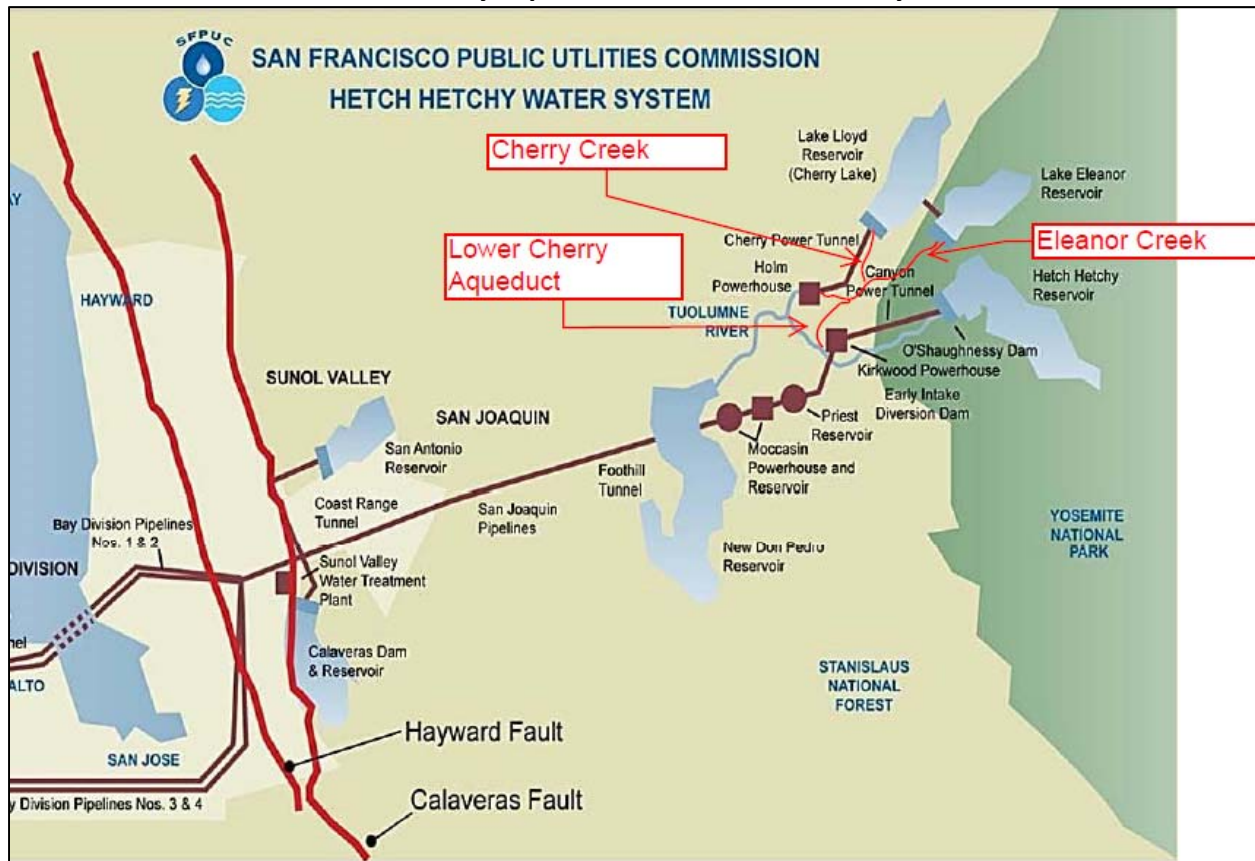 SFPUC
SAN FRANCISCO PUBLIC UTLITIES COMMISSION
HETCH HETCHY WATER SYSTEM
Cherry Creek
Lake Lloyd
Reservoir
(Cherry Lake)
Lake Eleanor
Reservoir
Lower Cherry
Aqueduct
Cherry Power Tunnel
Eleanor Creek
Holm
Powerhouse
Canyon
Power Tunnel
Hetch Hetchy
Reservoir
HAYWARD
TUOLUMNE
RIVER
O'Shaughnessy Dam
Kirkwood Powerhouse
SUNOL VALLEY
Early Intake
Diversion Dam
SAN JOAQUIN
Priest
Reservoir
San Antonio
Reservoir
Moccasin
Powerhouse and
Reservoir
Foothill
Tunnel
Coast Range
Tunnel
San Joaquin
Pipelines
Bay Division Pipelines
Nos. 1 & 2
YOSEMITE
NATIONAL
PARK
New Don Pedro
Reservoir
DIVISION
Sunol Valley
Water Treatment
Plant
nel
Calaveras Dam
& Reservoir
ALTO
STANISLAUS
NATIONAL
FOREST
SAN JOSE
Hayward Fault
y Division Pipelines Nos. 3 & 4
Calaveras Fault